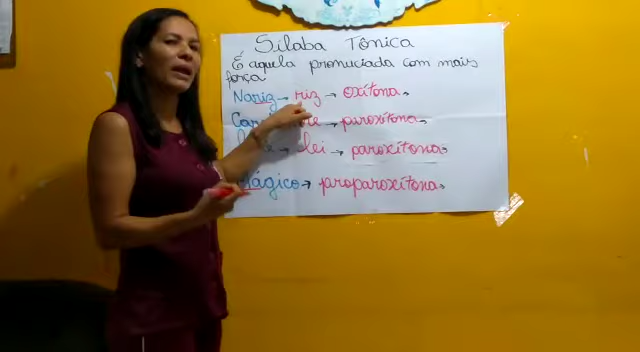 Sílaba Tônica
É aquela pronunciada com mais
força.
Nariz → riz → oxítona
→ paroxítona
→ lei → paroxítona
Mágico → proparoxítona